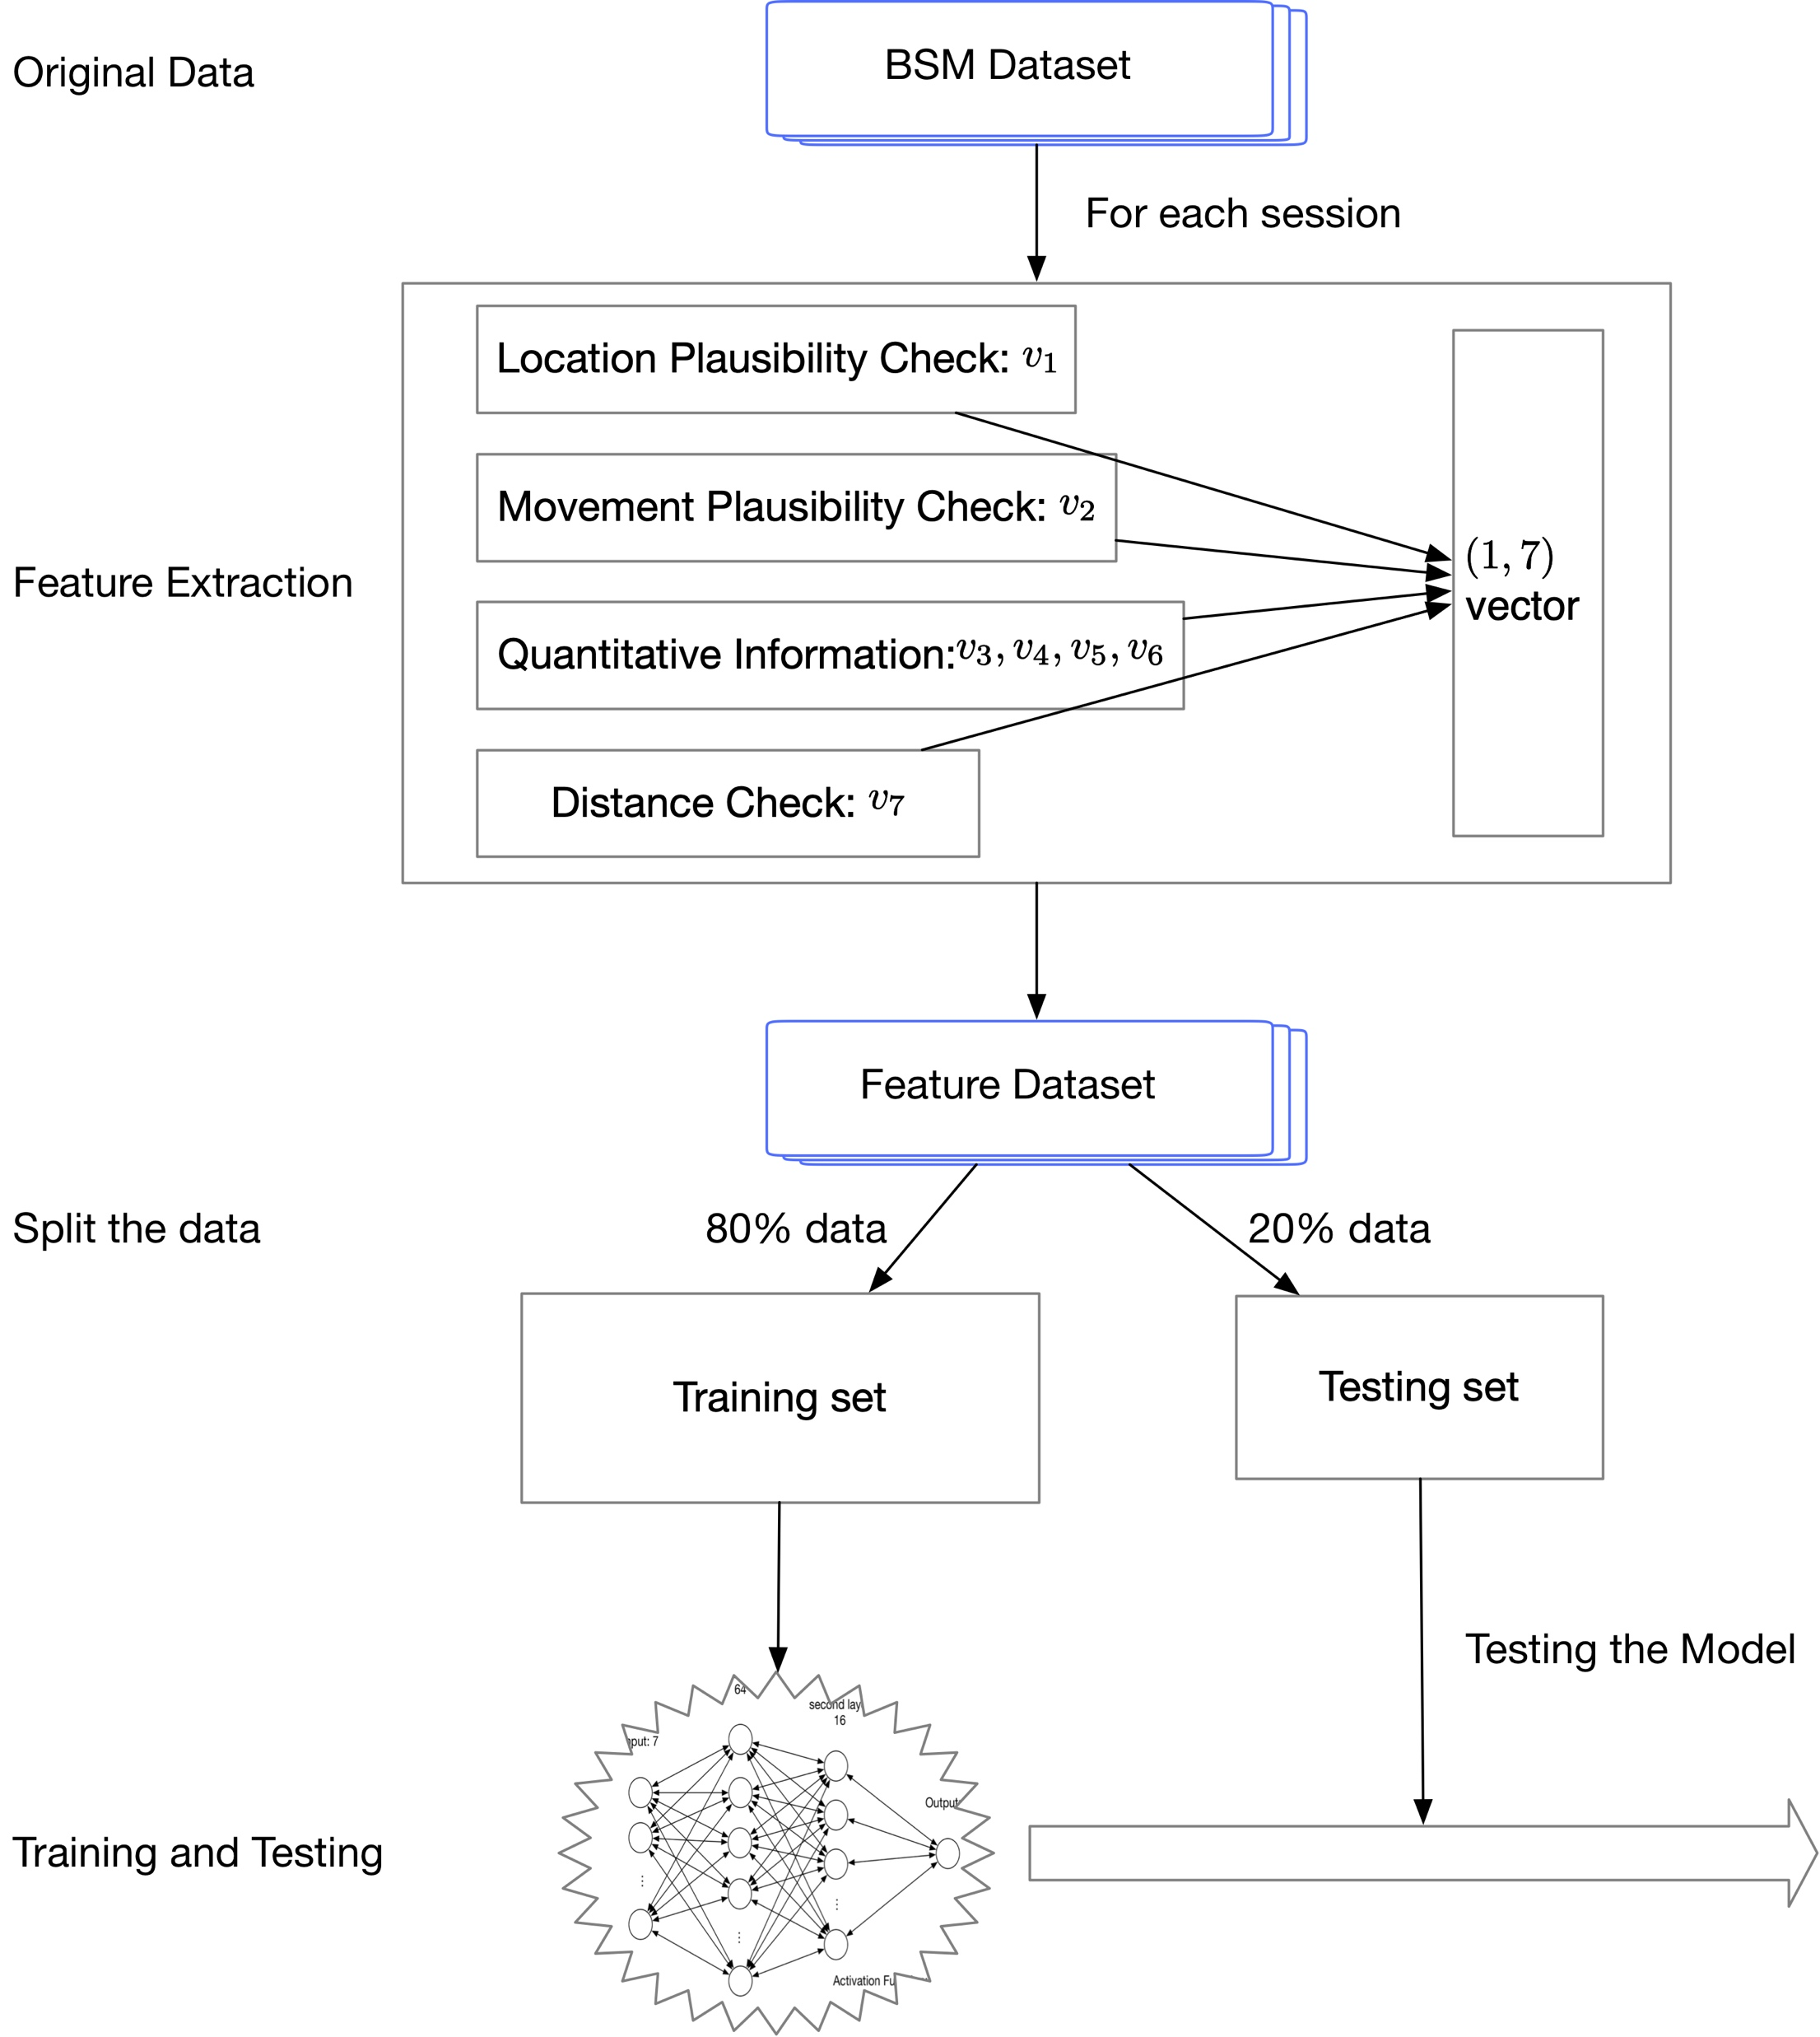 Original Data
BSM Dataset
For each session
Feature Extraction
Location Plausibility Check: v₁
Movement Plausibility Check: v₂
Quantitative Information:v₃, v₄, v₅, v₆
Distance Check: v₇
(1, 7)
vector
Feature Dataset
Split the data
80% data
20% data
Training set
Testing set
Testing the Model
Training and Testing
64
second lay
16
put: 7
Output
Activation Fu